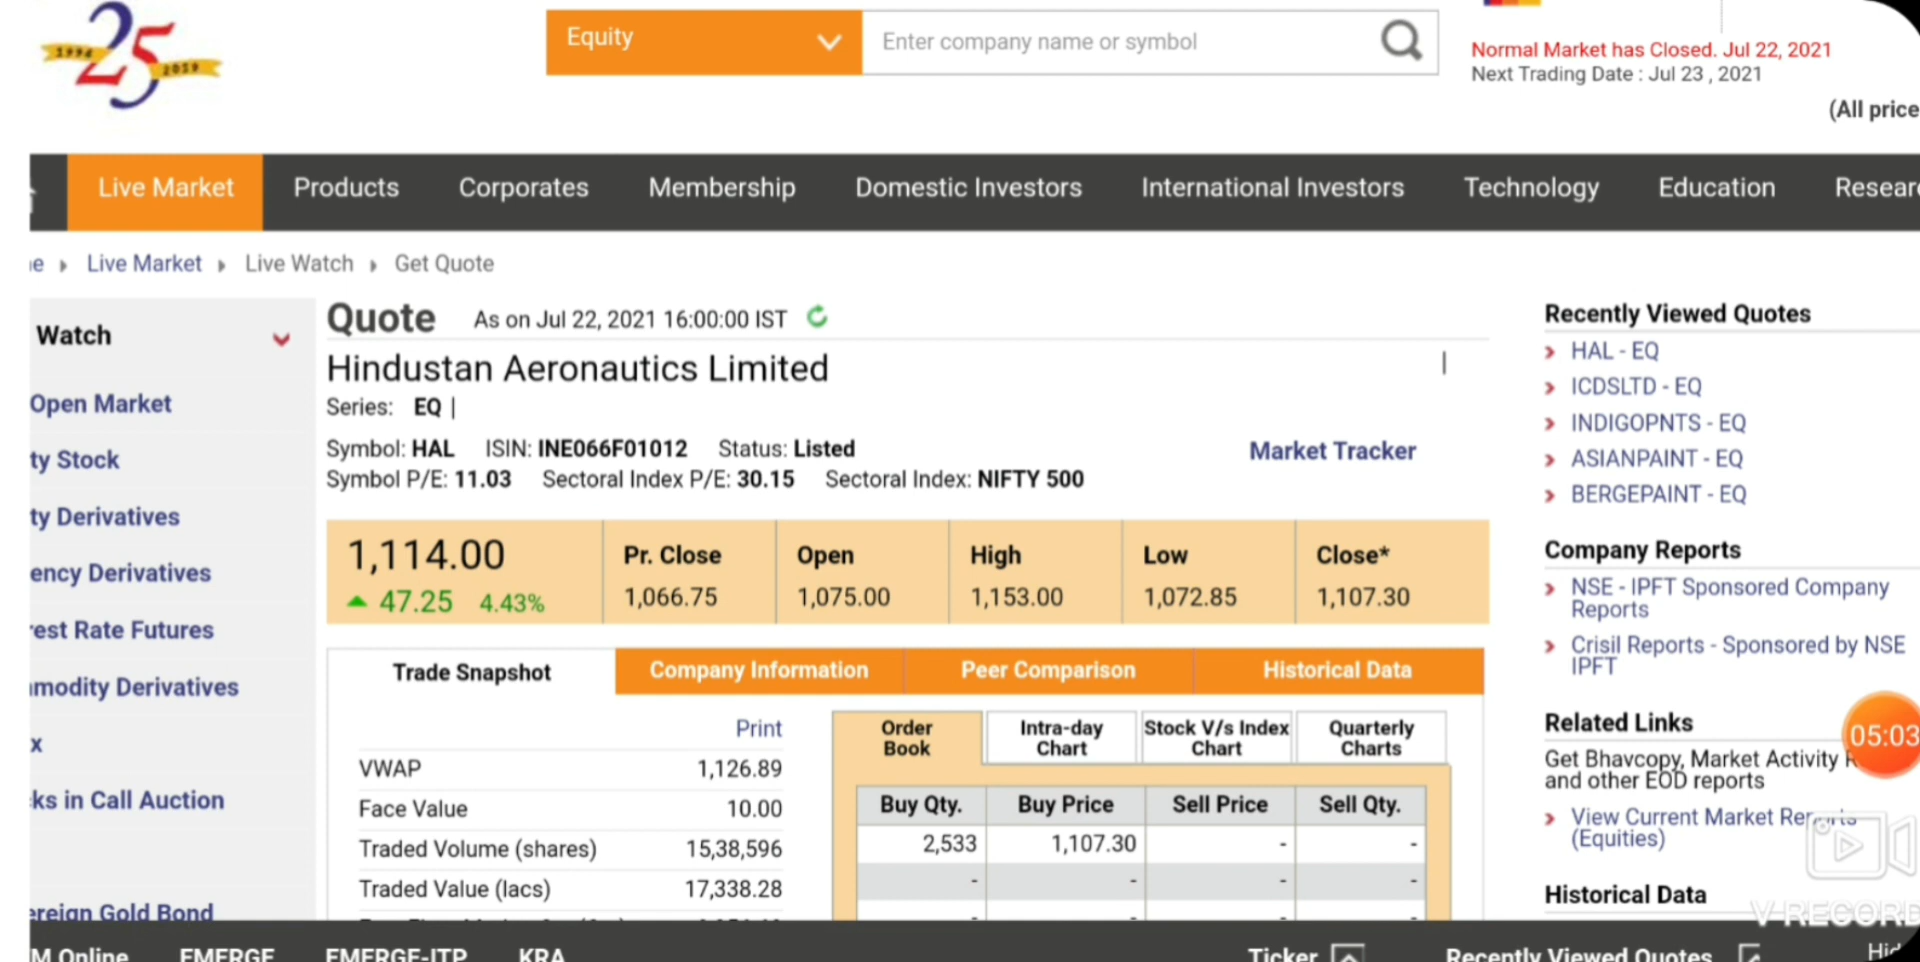 1994 25 2019
Equity
Enter company name or symbol
Normal Market has Closed. Jul 22, 2021
Next Trading Date : Jul 23 , 2021
(All price
Live Market Products Corporates Membership Domestic Investors International Investors Technology Education Resear
e Live Market Live Watch Get Quote
Watch
Open Market
ty Stock
ty Derivatives
ency Derivatives
rest Rate Futures
modity Derivatives
x
ks in Call Auction
ereign Gold Bond
Quote As on Jul 22, 2021 16:00:00 IST
Hindustan Aeronautics Limited |
Series: EQ |
Symbol: HAL ISIN: INE066F01012 Status: Listed
Market Tracker
Symbol P/E: 11.03 Sectoral Index P/E: 30.15 Sectoral Index: NIFTY 500
1,114.00 Pr. Close Open High Low Close*
47.25 4.43% 1,066.75 1,075.00 1,153.00 1,072.85 1,107.30
Trade Snapshot Company Information Peer Comparison Historical Data
Print
VWAP 1,126.89
Face Value 10.00
Traded Volume (shares) 15,38,596
Traded Value (lacs) 17,338.28
Order Book
Intra-day Chart
Stock V/s Index Chart
Quarterly Charts
Buy Qty. Buy Price Sell Price Sell Qty.
2,533 1,107.30 - -
- - - -
- - - -
Recently Viewed Quotes
HAL - EQ
ICDSLTD - EQ
INDIGOPNTS - EQ
ASIANPAINT - EQ
BERGEPAINT - EQ
Company Reports
NSE - IPFT Sponsored Company
Reports
Crisil Reports - Sponsored by NSE
IPFT
Related Links
05:03
Get Bhavcopy, Market Activity R
and other EOD reports
View Current Market Reports
(Equities)
Historical Data
V RECORD
M Online EMERGE EMERGE-ITP KRA Ticker Recently Viewed Quotes Hid